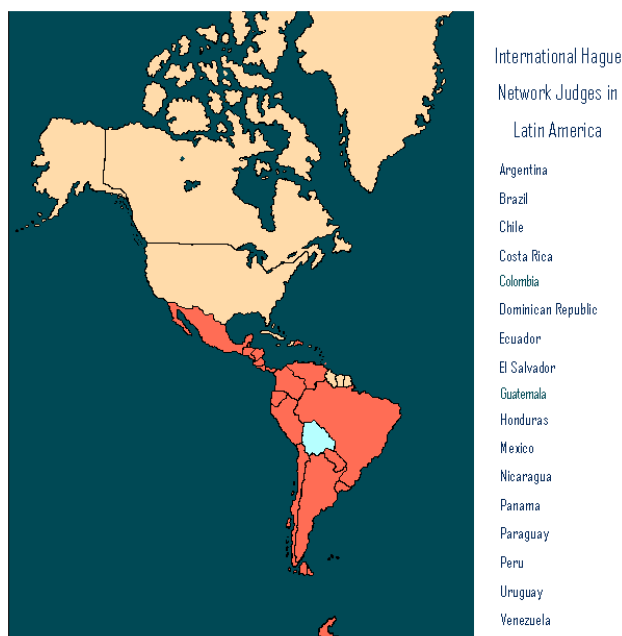 International Hague
Network Judges in
Latin America
Argentina
Brazil
Chile
Costa Rica
Colombia
Dominican Republic
Ecuador
El Salvador
Guatemala
Honduras
Mexico
Nicaragua
Panama
Paraguay
Peru
Uruguay
Venezuela